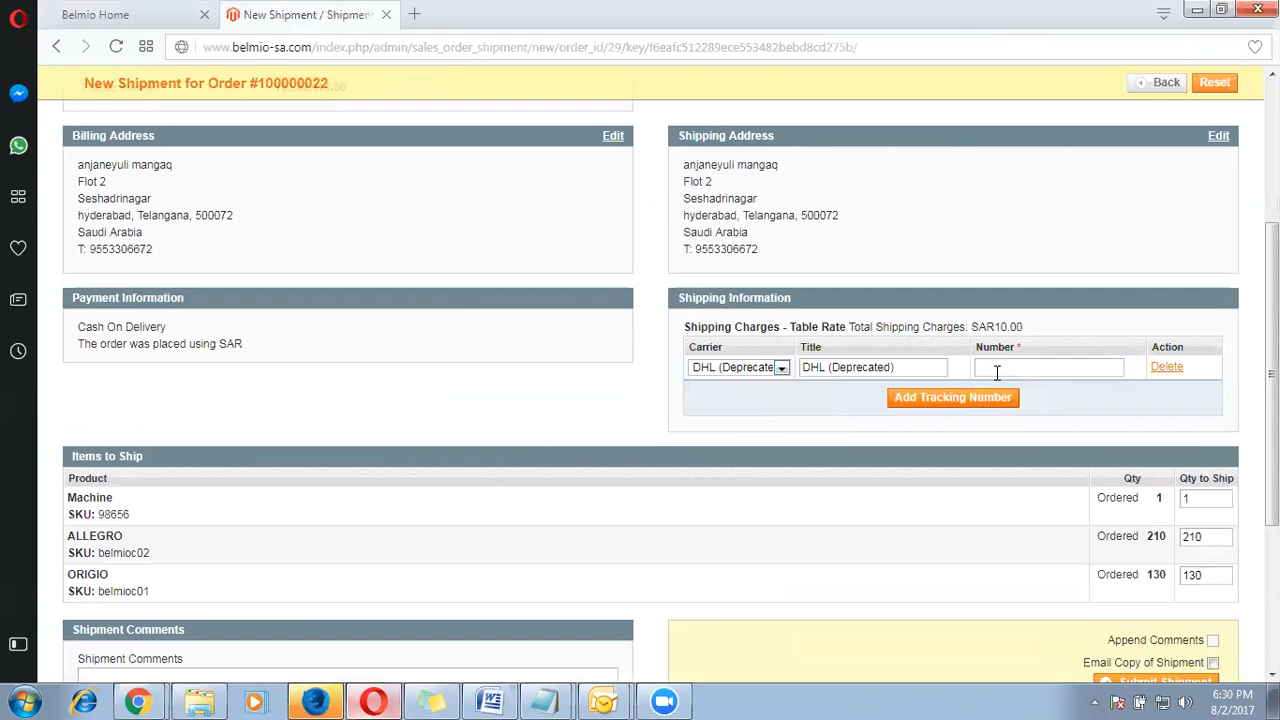 Belmio Home
New Shipment / Shipmen
www.belmio-sa.com/index.php/admin/sales_order_shipment/new/order_id/29/key/f6eafc512289ece553482bebd8cd275b/
New Shipment for Order #100000022
Back
Reset
Billing Address
Edit
anjaneyuli mangaq
Flot 2
Seshadrinagar
hyderabad, Telangana, 500072
Saudi Arabia
T: 9553306672
Shipping Address
Edit
anjaneyuli mangaq
Flot 2
Seshadrinagar
hyderabad, Telangana, 500072
Saudi Arabia
T: 9553306672
Payment Information
Cash On Delivery
The order was placed using SAR
Shipping Information
Shipping Charges - Table Rate Total Shipping Charges: SAR10.00
Carrier Title Number * Action
DHL (Deprecate DHL (Deprecated) Delete
Add Tracking Number
Items to Ship
Product Qty Qty to Ship
Machine Ordered 1 1
SKU: 98656
ALLEGRO Ordered 210 210
SKU: belmioc02
ORIGIO Ordered 130 130
SKU: belmioc01
Shipment Comments
Shipment Comments
Append Comments
Email Copy of Shipment
Submit Shipment
6:30 PM
8/2/2017